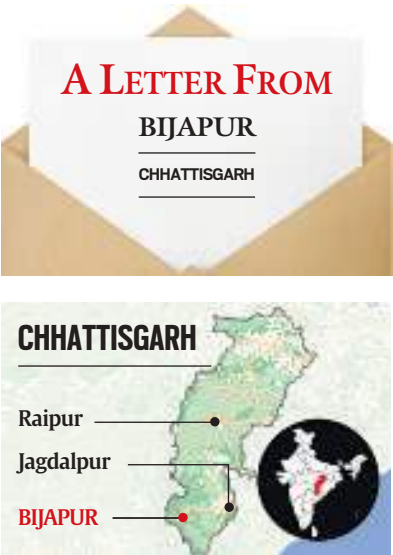 A LETTER FROM
BIJAPUR
CHHATTISGARH
CHHATTISGARH
Raipur
Jagdalpur
BIJAPUR